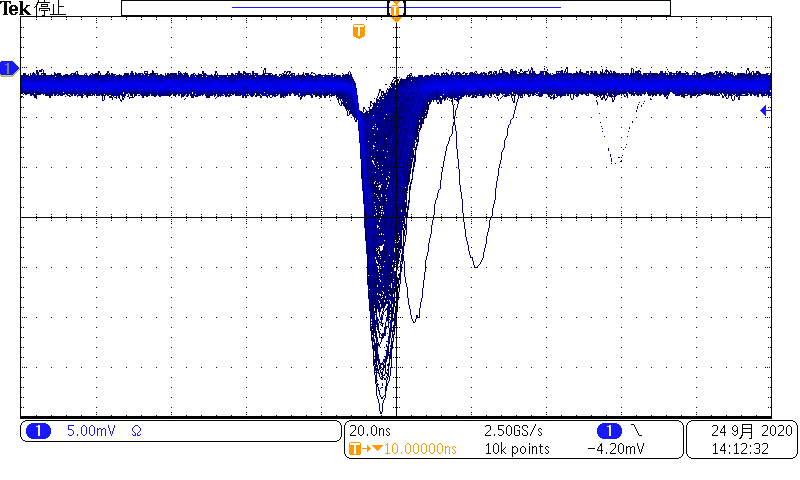 Tek 停止
T
T
1
1 5.00mV Ω
20.0ns 2.50GS/s 1
T→▼10.00000ns 10k points −4.20mV
24 9月 2020
14:12:32